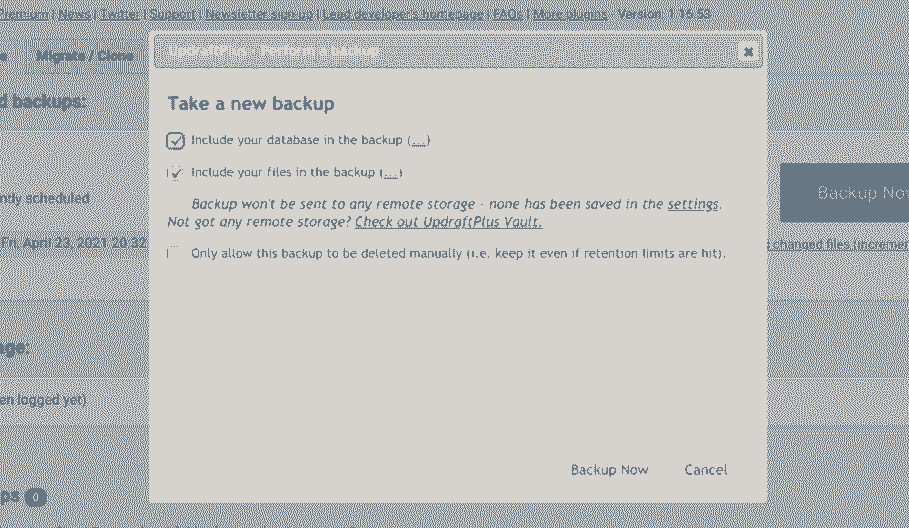 Premium | News | Twitter | Support | Newsletter sign-up | Lead developer's homepage | FAQs | More plugins - Version: 1.16.53
Migrate / Clone
UpdraftPlus - Perform a backup
backups:
Take a new backup
Include your database in the backup (...)
Include your files in the backup (...)
scheduled
Backup Now
Backup won't be sent to any remote storage - none has been saved in the settings.
Not got any remote storage? Check out UpdraftPlus Vault.
Fri, April 23, 2021 20:32
changed files
Only allow this backup to be deleted manually (i.e. keep it even if retention limits are hit).
logged yet)
Backup Now Cancel
0